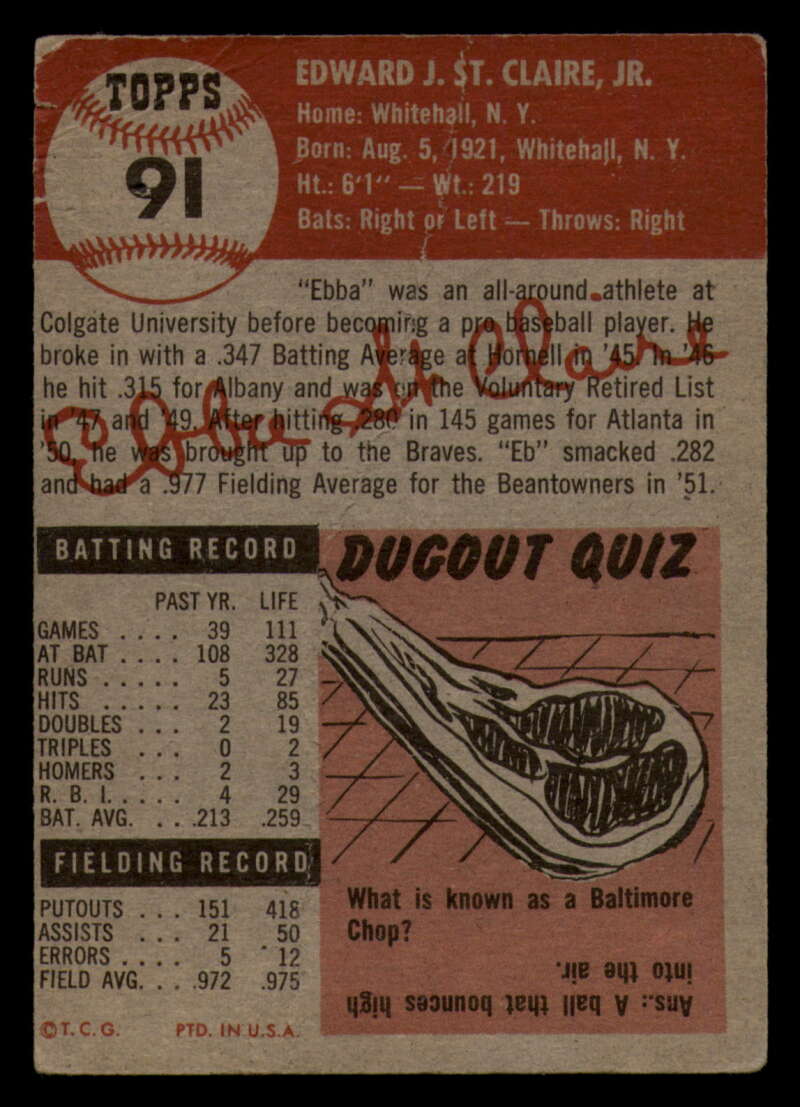 TOPPS
91
EDWARD J. ST. CLAIRE, JR.
Home: Whitehall, N. Y.
Born: Aug. 5, 1921, Whitehall, N. Y.
Ht.: 6'1" — Wt.: 219
Bats: Right or Left — Throws: Right
"Ebba" was an all-around athlete at
Colgate University before becoming a pro baseball player. He
broke in with a .347 Batting Average at Hornell in '45. In '46
he hit .315 for Albany and was on the Voluntary Retired List
in '47 and '49. After hitting .280 in 145 games for Atlanta in
'50, he was brought up to the Braves. "Eb" smacked .282
and had a .977 Fielding Average for the Beantowners in '51.
Ebba St. Claire
BATTING RECORD
PAST YR. LIFE
GAMES .... 39 111
AT BAT .... 108 328
RUNS ..... 5 27
HITS ..... 23 85
DOUBLES ... 2 19
TRIPLES ... 0 2
HOMERS ... 2 3
R. B. I. .... 4 29
BAT. AVG. .. .213 .259
FIELDING RECORD
PUTOUTS ... 151 418
ASSISTS ... 21 50
ERRORS .... 5 12
FIELD AVG. .. .972 .975
©T.C.G. PTD. IN U.S.A.
DUGOUT QUIZ
What is known as a Baltimore
Chop?
Ans.: A ball that bounces high
into the air.